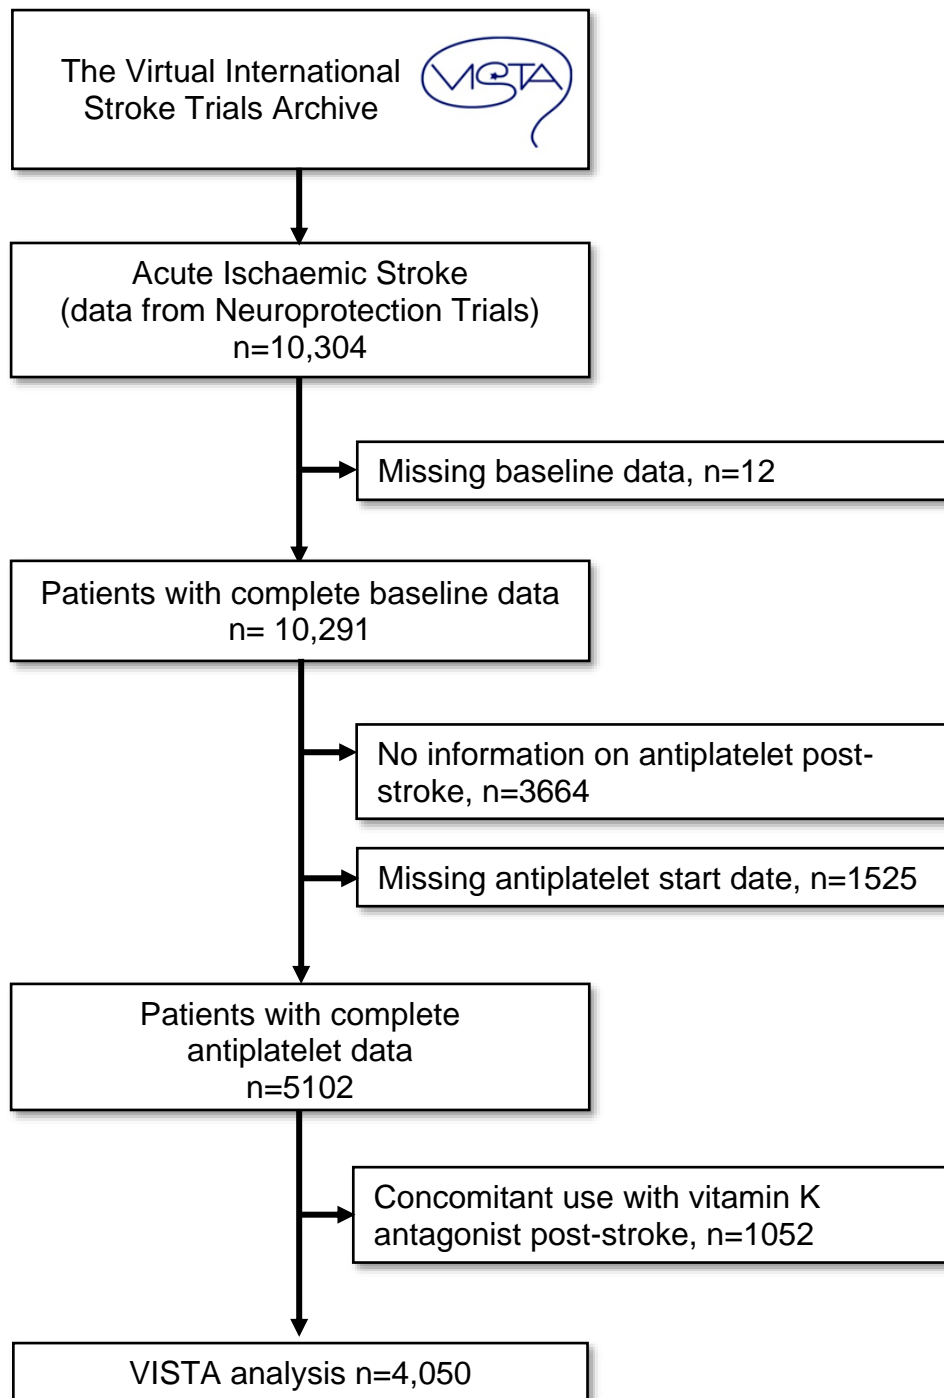 The Virtual International
Stroke Trials Archive
VISTA
Acute Ischaemic Stroke
(data from Neuroprotection Trials)
n=10,304
Missing baseline data, n=12
Patients with complete baseline data
n= 10,291
No information on antiplatelet post-
stroke, n=3664
Missing antiplatelet start date, n=1525
Patients with complete
antiplatelet data
n=5102
Concomitant use with vitamin K
antagonist post-stroke, n=1052
VISTA analysis n=4,050